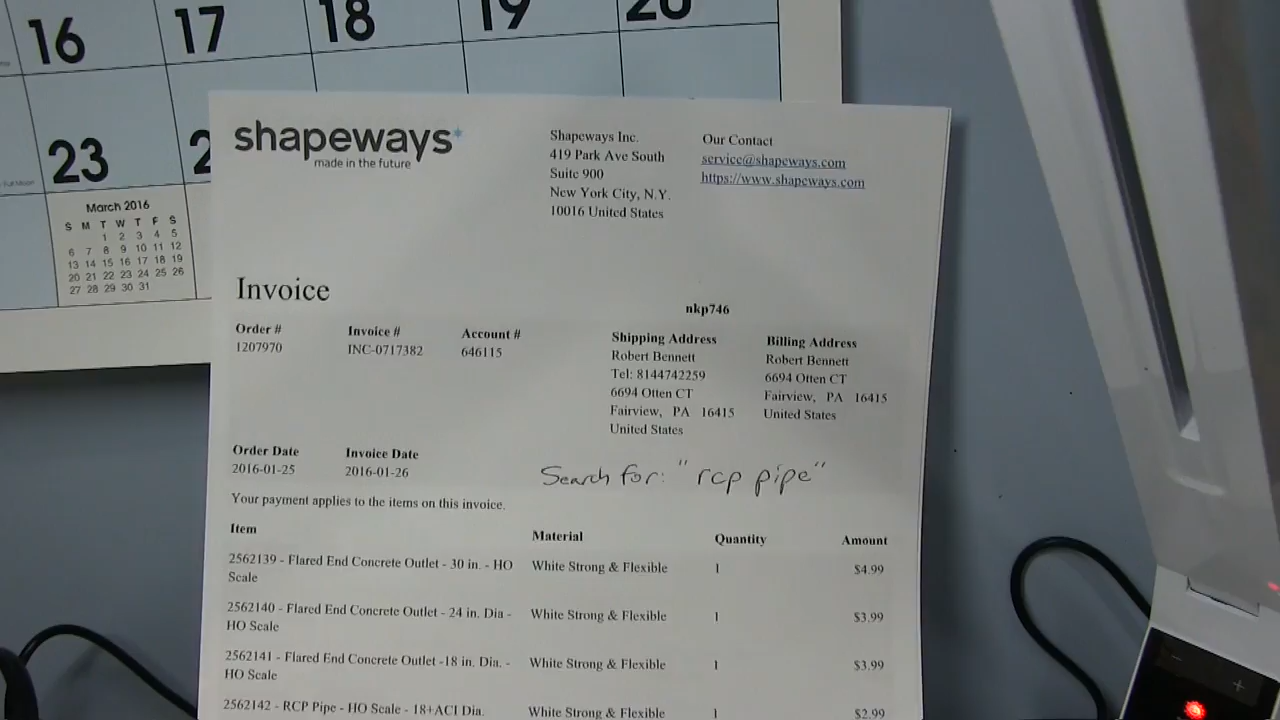 16 17 18 19 20
23 2
March 2016
S M T W T F S
1 2 3 4 5
6 7 8 9 10 11 12
13 14 15 16 17 18 19
20 21 22 23 24 25 26
27 28 29 30 31
shapeways
made in the future
Shapeways Inc.
419 Park Ave South
Suite 900
New York City, N.Y.
10016 United States
Our Contact
service@shapeways.com
https://www.shapeways.com
Invoice
nkp746
Order # Invoice # Account #
1207970 INC-0717382 646115
Shipping Address
Robert Bennett
Tel: 8144742259
6694 Otten CT
Fairview, PA 16415
United States
Billing Address
Robert Bennett
6694 Otten CT
Fairview, PA 16415
United States
Order Date Invoice Date
2016-01-25 2016-01-26
Search for: "rcp pipe"
Your payment applies to the items on this invoice.
Item Material Quantity Amount
2562139 - Flared End Concrete Outlet - 30 in. - HO White Strong & Flexible 1 $4.99
Scale
2562140 - Flared End Concrete Outlet - 24 in. Dia - White Strong & Flexible 1 $3.99
HO Scale
2562141 - Flared End Concrete Outlet -18 in. Dia. - White Strong & Flexible 1 $3.99
HO Scale
2562142 - RCP Pipe - HO Scale - 18+ACI Dia. White Strong & Flexible 1 $2.99